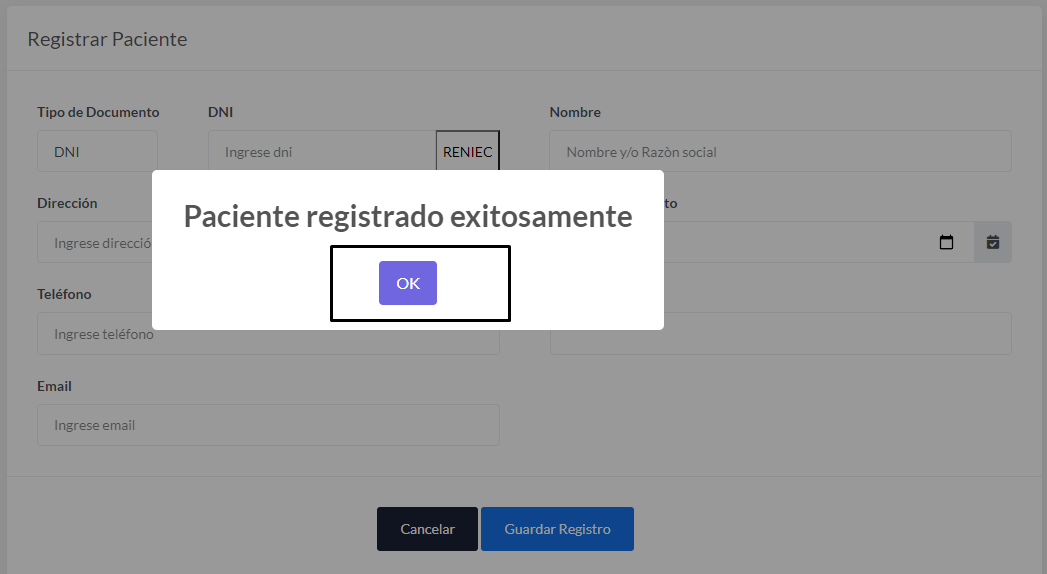 Registrar Paciente
Tipo de Documento DNI Nombre
DNI Ingrese dni RENIEC Nombre y/o Razòn social
Dirección to
Paciente registrado exitosamente
Ingrese direcció
OK
Teléfono
Ingrese teléfono
Email
Ingrese email
Cancelar Guardar Registro